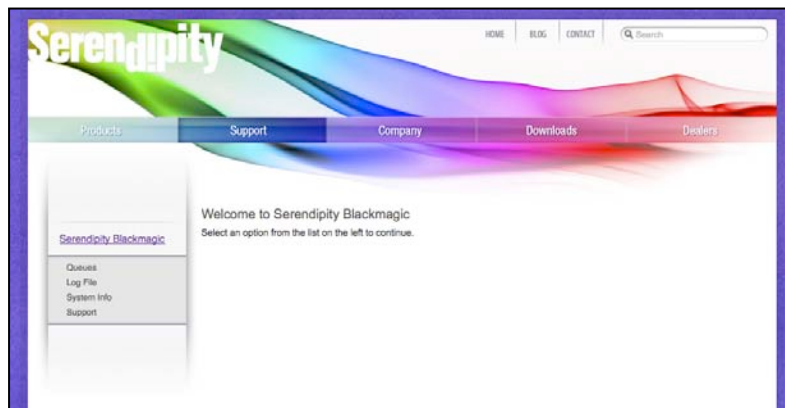 Serendipity
HOME BLOG CONTACT Search
Products Support Company Downloads Dealers
Welcome to Serendipity Blackmagic
Select an option from the list on the left to continue.
Serendipity Blackmagic
Queues
Log File
System Info
Support